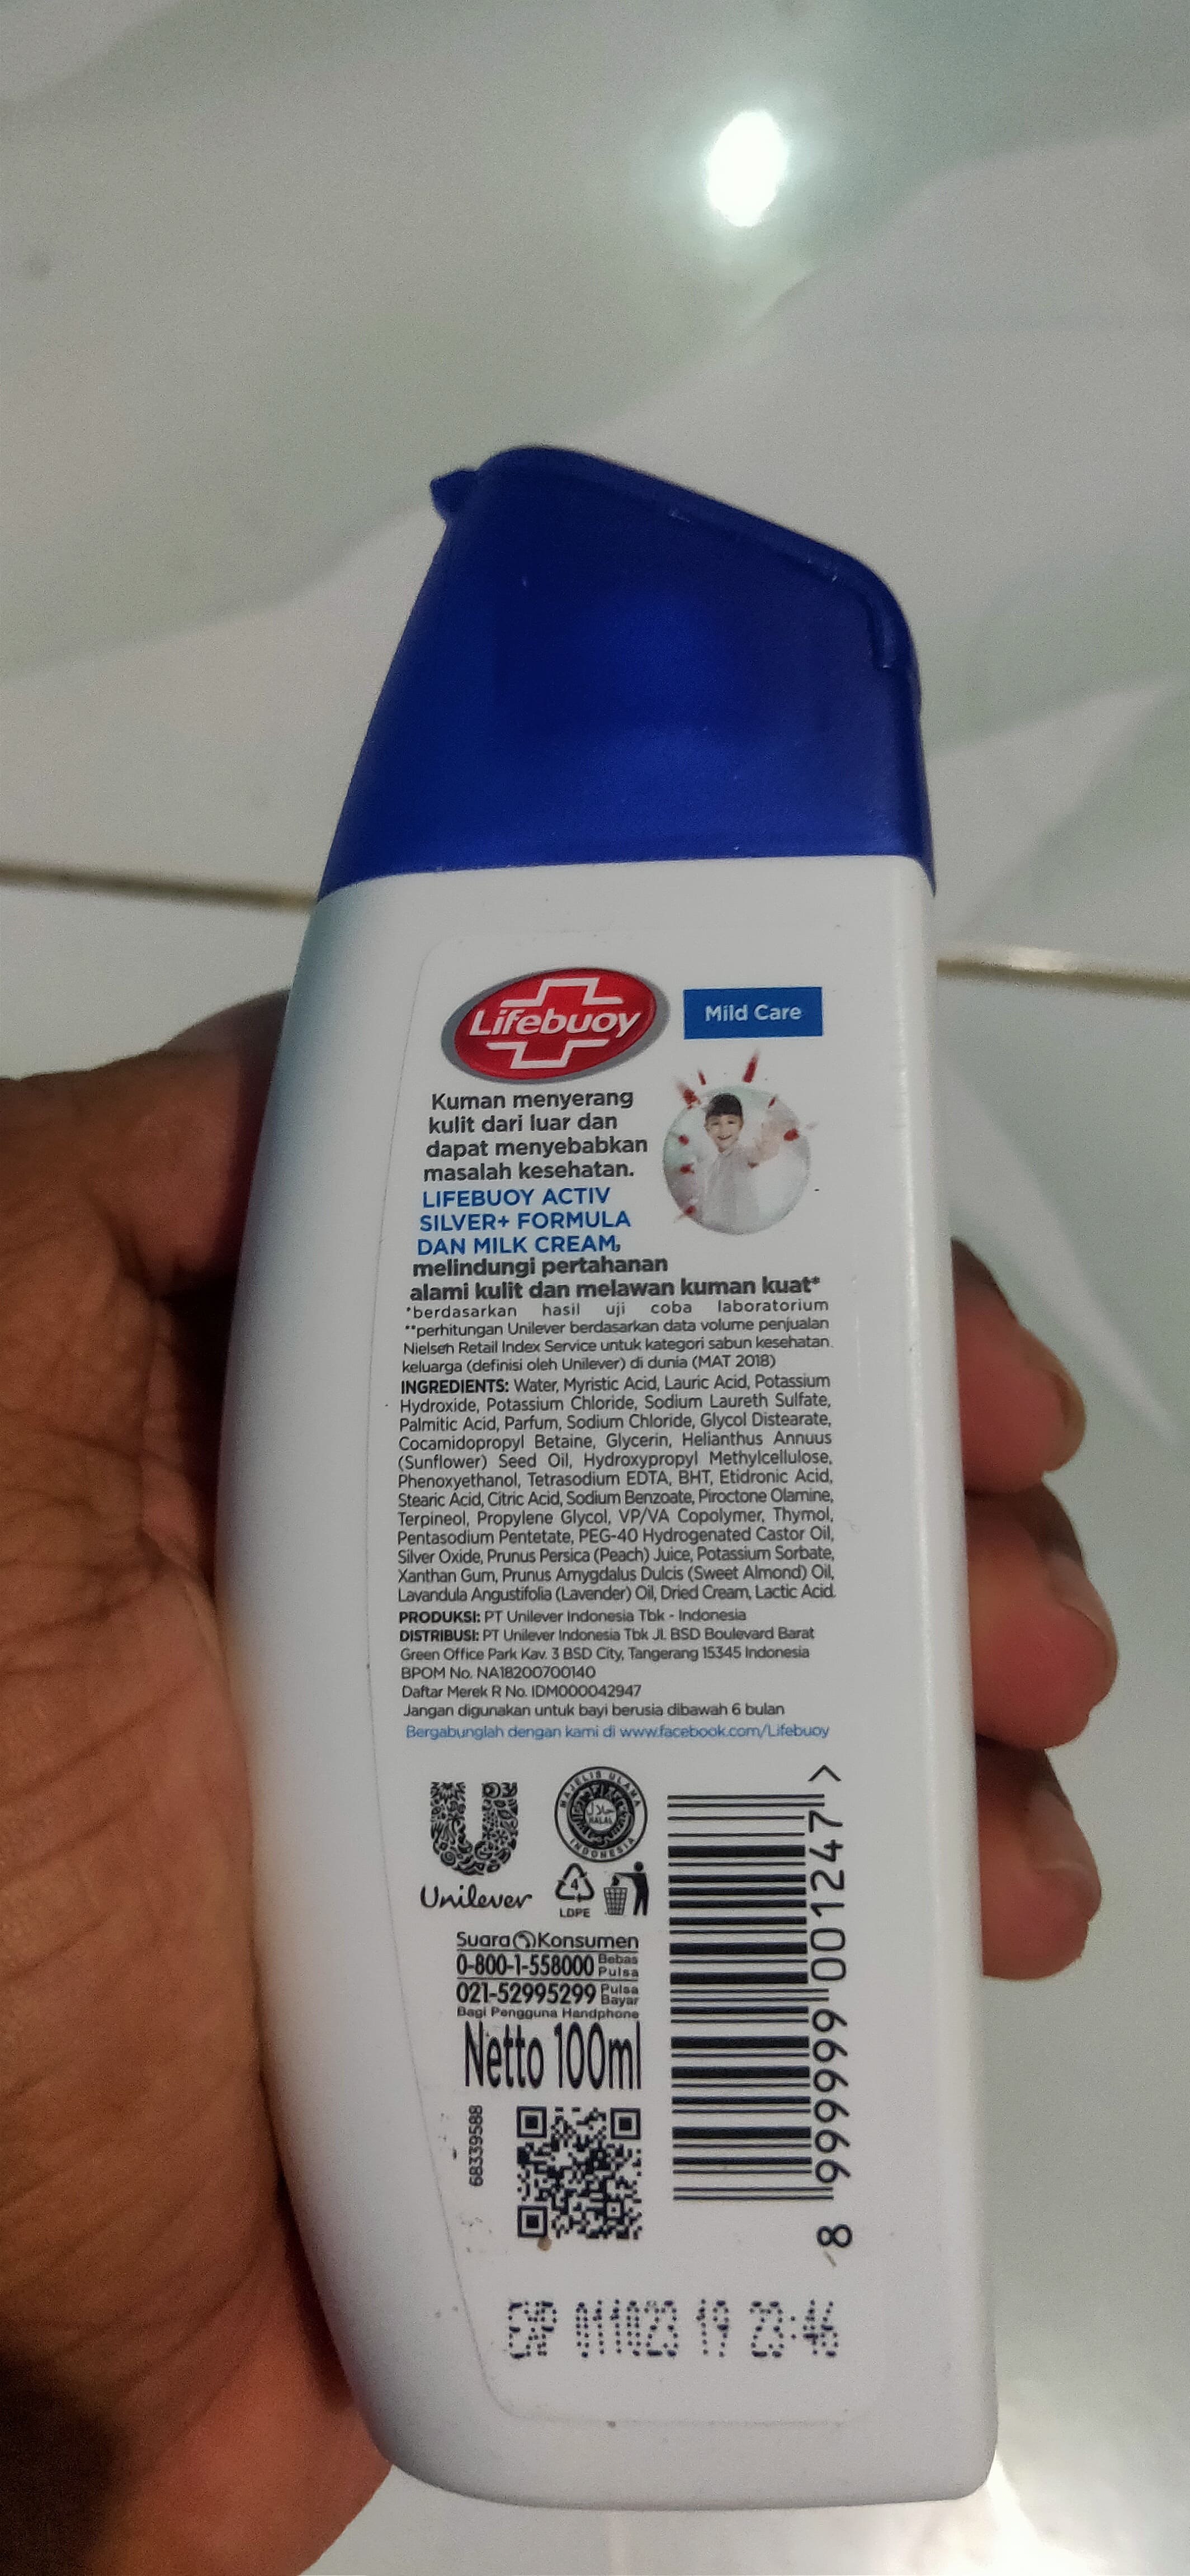 Lifebuoy
Mild Care
Kuman menyerang
kulit dari luar dan
dapat menyebabkan
masalah kesehatan.
LIFEBUOY ACTIV
SILVER+ FORMULA
DAN MILK CREAM,
melindungi pertahanan
alami kulit dan melawan kuman kuat*
*berdasarkan hasil uji coba laboratorium
**perhitungan Unilever berdasarkan data volume penjualan
Nielseh Retail Index Service untuk kategori sabun kesehatan
keluarga (definisi oleh Unilever) di dunia (MAT 2018)
INGREDIENTS: Water, Myristic Acid, Lauric Acid, Potassium
Hydroxide, Potassium Chloride, Sodium Laureth Sulfate,
Palmitic Acid, Parfum, Sodium Chloride, Glycol Distearate,
Cocamidopropyl Betaine, Glycerin, Helianthus Annuus
(Sunflower) Seed Oil, Hydroxypropyl Methylcellulose,
Phenoxyethanol, Tetrasodium EDTA, BHT, Etidronic Acid,
Stearic Acid, Citric Acid, Sodium Benzoate, Piroctone Olamine,
Terpineol, Propylene Glycol, VP/VA Copolymer, Thymol,
Pentasodium Pentetate, PEG-40 Hydrogenated Castor Oil,
Silver Oxide, Prunus Persica (Peach) Juice, Potassium Sorbate,
Xanthan Gum, Prunus Amygdalus Dulcis (Sweet Almond) Oil,
Lavandula Angustifolia (Lavender) Oil, Dried Cream, Lactic Acid.
PRODUKSI: PT Unilever Indonesia Tbk - Indonesia
DISTRIBUSI: PT Unilever Indonesia Tbk Jl. BSD Boulevard Barat
Green Office Park Kav. 3 BSD City, Tangerang 15345 Indonesia
BPOM No. NA18200700140
Daftar Merek R No. IDM000042947
Jangan digunakan untuk bayi berusia dibawah 6 bulan
Bergabunglah dengan kami di www.facebook.com/Lifebuoy
Unilever
MAJELIS ULAMA
حلال
HALAL
INDONESIA
4
LDPE
Suara Konsumen
0-800-1-558000 Bebas Pulsa
021-52995299 Pulsa Bayar
Bagi Pengguna Handphone
Netto 100ml
68339588
8 999999 001247 >
EXP 011023 19 23:46